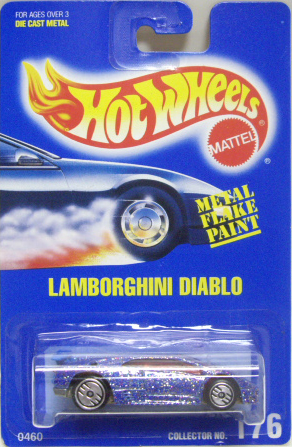 FOR AGES OVER 3
DIE CAST METAL
HOT WHEELS
MATTEL
®
METAL
FLAKE
PAINT
LAMBORGHINI DIABLO
0460
COLLECTOR NO. 176